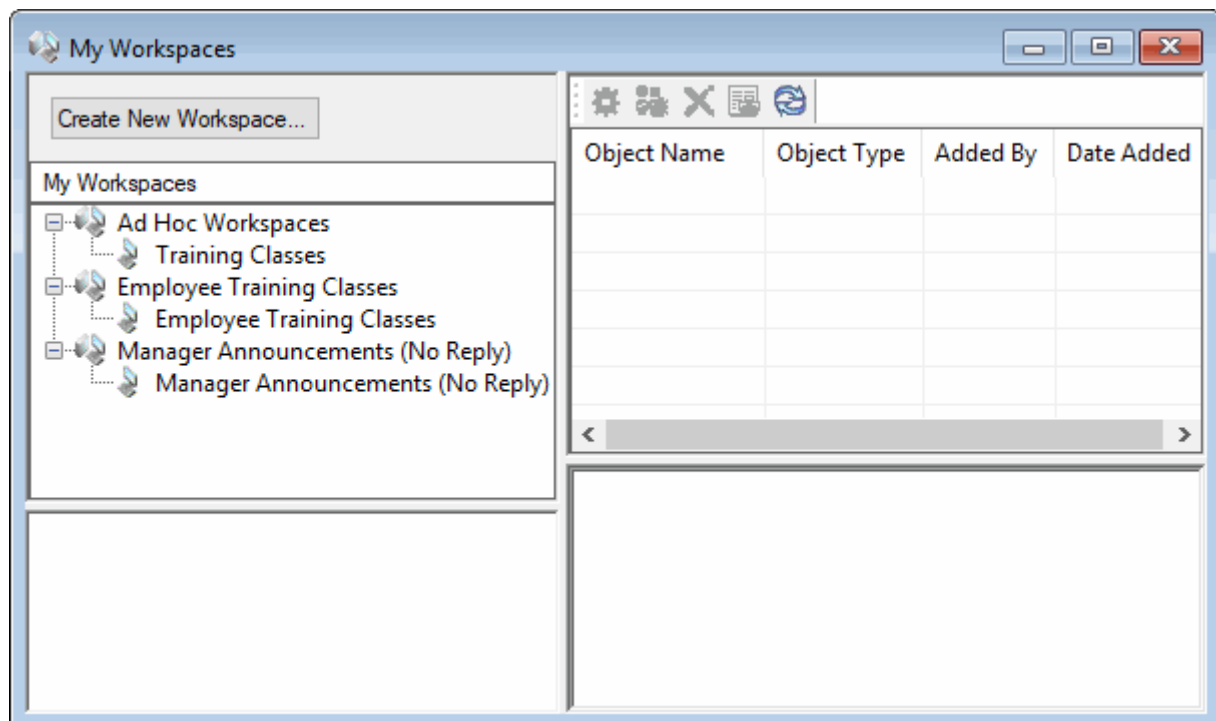 My Workspaces
Create New Workspace...
My Workspaces
Ad Hoc Workspaces
Training Classes
Employee Training Classes
Employee Training Classes
Manager Announcements (No Reply)
Manager Announcements (No Reply)
Object Name Object Type Added By Date Added